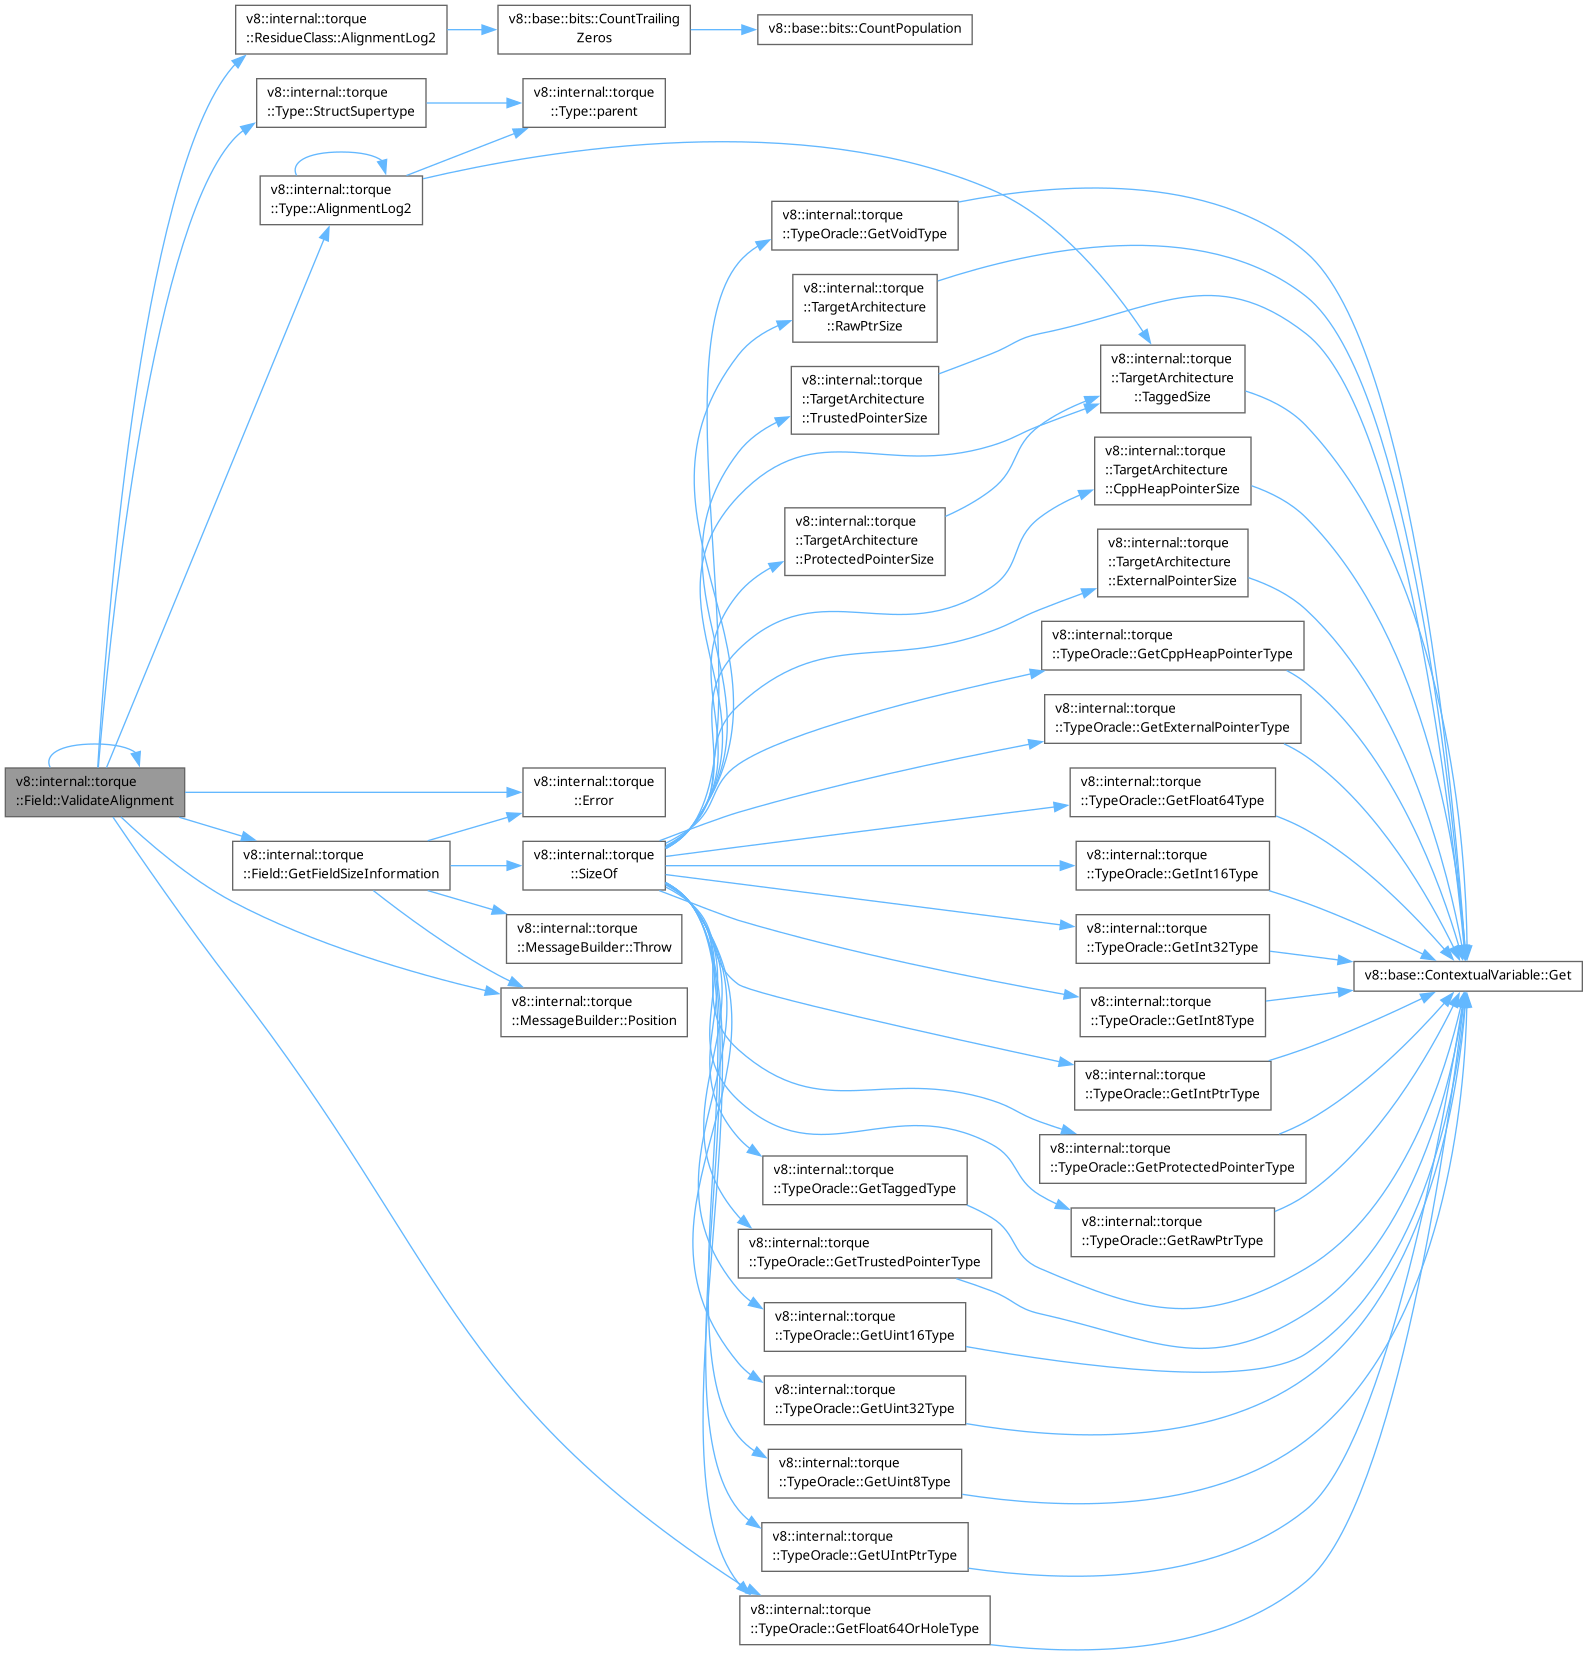 v8::internal::torque
::ResidueClass::AlignmentLog2
v8::base::bits::CountTrailing
Zeros
v8::base::bits::CountPopulation
v8::internal::torque
::Type::StructSupertype
v8::internal::torque
::Type::parent
v8::internal::torque
::Type::AlignmentLog2
v8::internal::torque
::TypeOracle::GetVoidType
v8::internal::torque
::TargetArchitecture
::RawPtrSize
v8::internal::torque
::TargetArchitecture
::TaggedSize
v8::internal::torque
::TargetArchitecture
::TrustedPointerSize
v8::internal::torque
::TargetArchitecture
::CppHeapPointerSize
v8::internal::torque
::TargetArchitecture
::ProtectedPointerSize
v8::internal::torque
::TargetArchitecture
::ExternalPointerSize
v8::internal::torque
::TypeOracle::GetCppHeapPointerType
v8::internal::torque
::TypeOracle::GetExternalPointerType
v8::internal::torque
::Field::ValidateAlignment
v8::internal::torque
::Error
v8::internal::torque
::TypeOracle::GetFloat64Type
v8::internal::torque
::Field::GetFieldSizeInformation
v8::internal::torque
::SizeOf
v8::internal::torque
::TypeOracle::GetInt16Type
v8::internal::torque
::MessageBuilder::Throw
v8::internal::torque
::TypeOracle::GetInt32Type
v8::base::ContextualVariable::Get
v8::internal::torque
::MessageBuilder::Position
v8::internal::torque
::TypeOracle::GetInt8Type
v8::internal::torque
::TypeOracle::GetIntPtrType
v8::internal::torque
::TypeOracle::GetProtectedPointerType
v8::internal::torque
::TypeOracle::GetTaggedType
v8::internal::torque
::TypeOracle::GetRawPtrType
v8::internal::torque
::TypeOracle::GetTrustedPointerType
v8::internal::torque
::TypeOracle::GetUint16Type
v8::internal::torque
::TypeOracle::GetUint32Type
v8::internal::torque
::TypeOracle::GetUint8Type
v8::internal::torque
::TypeOracle::GetUIntPtrType
v8::internal::torque
::TypeOracle::GetFloat64OrHoleType